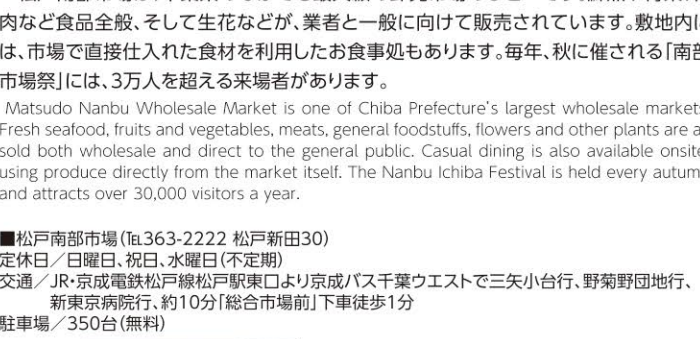 肉など食品全般、そして生花などが、業者と一般に向けて販売されています。敷地内に
は、市場で直接仕入れた食材を利用したお食事処もあります。毎年、秋に催される「南部
市場祭」には、3万人を超える来場者があります。
Matsudo Nanbu Wholesale Market is one of Chiba Prefecture's largest wholesale markets
Fresh seafood, fruits and vegetables, meats, general foodstuffs, flowers and other plants are a
sold both wholesale and direct to the general public. Casual dining is also available onsite
using produce directly from the market itself. The Nanbu Ichiba Festival is held every autum
and attracts over 30,000 visitors a year.
■松戸南部市場(℡363-2222 松戸新田30)
定休日／日曜日、祝日、水曜日(不定期)
交通／JR・京成電鉄松戸線松戸駅東口より京成バス千葉ウエストで三矢小台行、野菊野団地行、
新東京病院行、約10分「総合市場前」下車徒歩1分
駐車場／350台(無料)